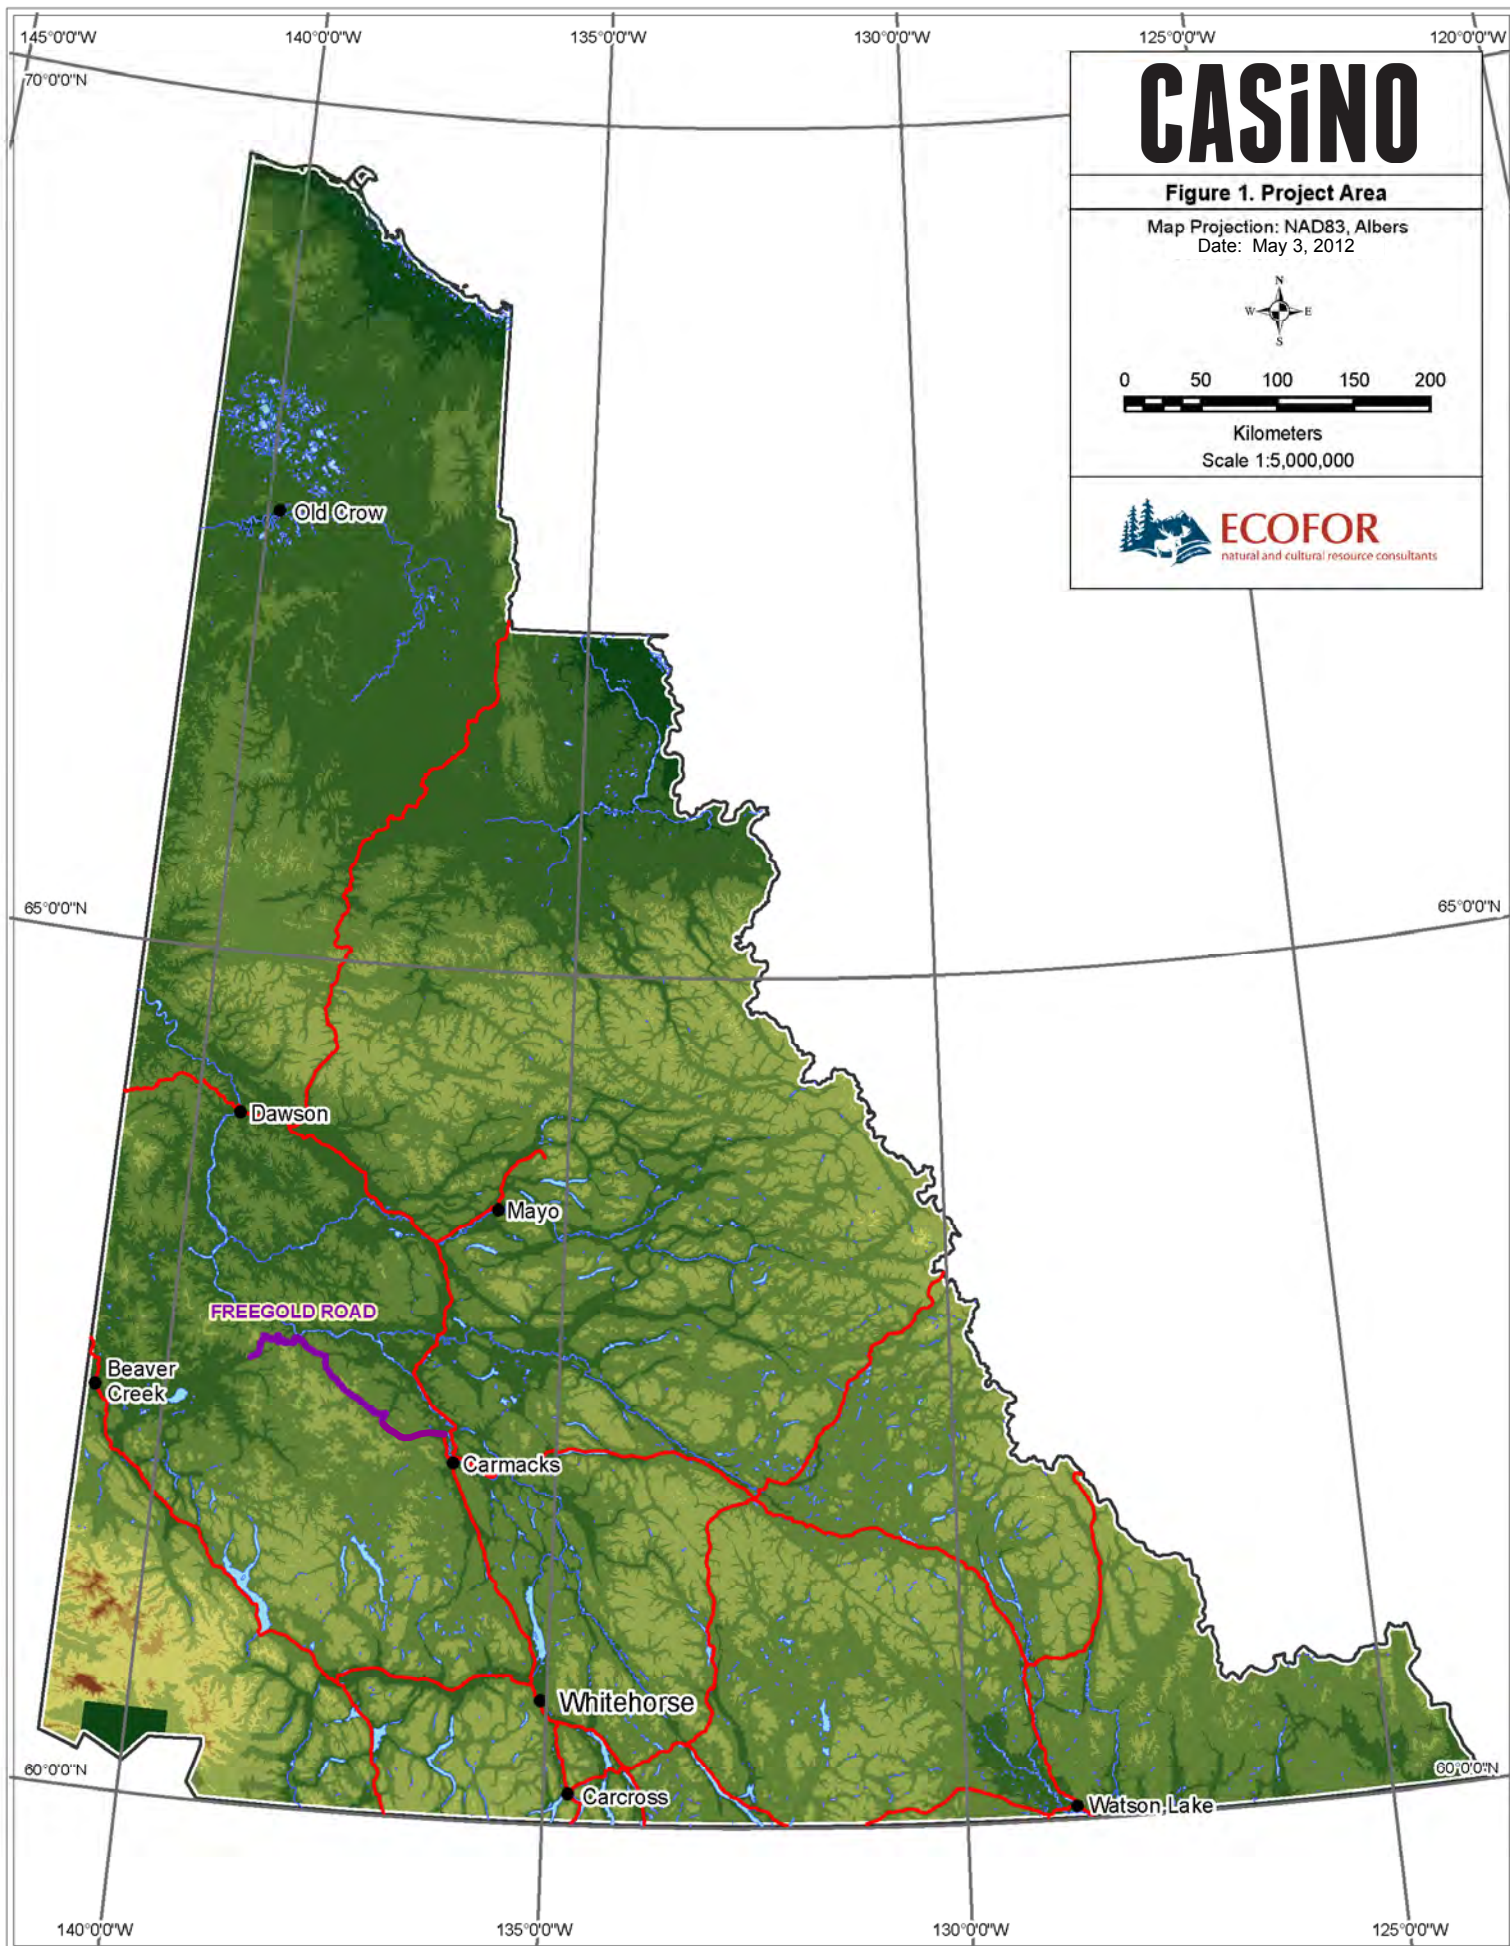 145°0'0"W
140°0'0"W
135°0'0"W
130°0'0"W
125°0'0"W
120°0'0"W
70°0'0"N
CASiNO
Figure 1. Project Area
Map Projection: NAD83, Albers
Date: May 3, 2012
N
W
E
S
0 50 100 150 200
Kilometers
Scale 1:5,000,000
ECOFOR
natural and cultural resource consultants
Old Crow
65°0'0"N
65°0'0"N
Dawson
Mayo
FREEGOLD ROAD
Beaver
Creek
Carmacks
Whitehorse
60°0'0"N
60°0'0"N
Carcross
Watson Lake
140°0'0"W
135°0'0"W
130°0'0"W
125°0'0"W